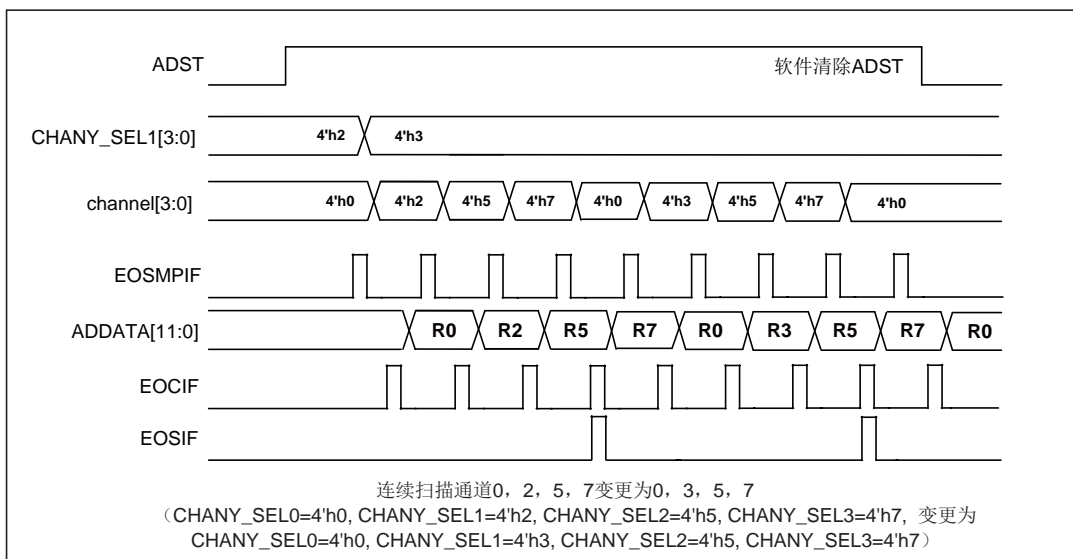 ADST
软件清除ADST
CHANY_SEL1[3:0]
4'h2
4'h3
channel[3:0]
4'h0
4'h2
4'h5
4'h7
4'h0
4'h3
4'h5
4'h7
4'h0
EOSMPIF
ADDATA[11:0]
R0
R2
R5
R7
R0
R3
R5
R7
R0
EOCIF
EOSIF
连续扫描通道0，2，5，7变更为0，3，5，7
（CHANY_SEL0=4'h0, CHANY_SEL1=4'h2, CHANY_SEL2=4'h5, CHANY_SEL3=4'h7, 变更为
CHANY_SEL0=4'h0, CHANY_SEL1=4'h3, CHANY_SEL2=4'h5, CHANY_SEL3=4'h7）